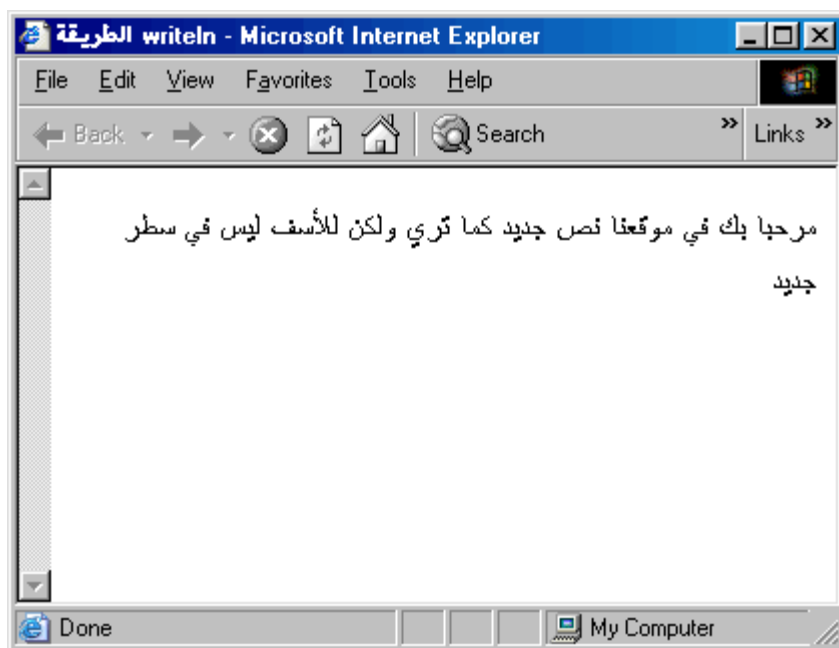 الطريقة writeln - Microsoft Internet Explorer
File Edit View Favorites Tools Help
Back Search » Links »
مرحبا بك في موقعنا نص جديد كما تري ولكن للأسف ليس في سطر
جديد
Done My Computer